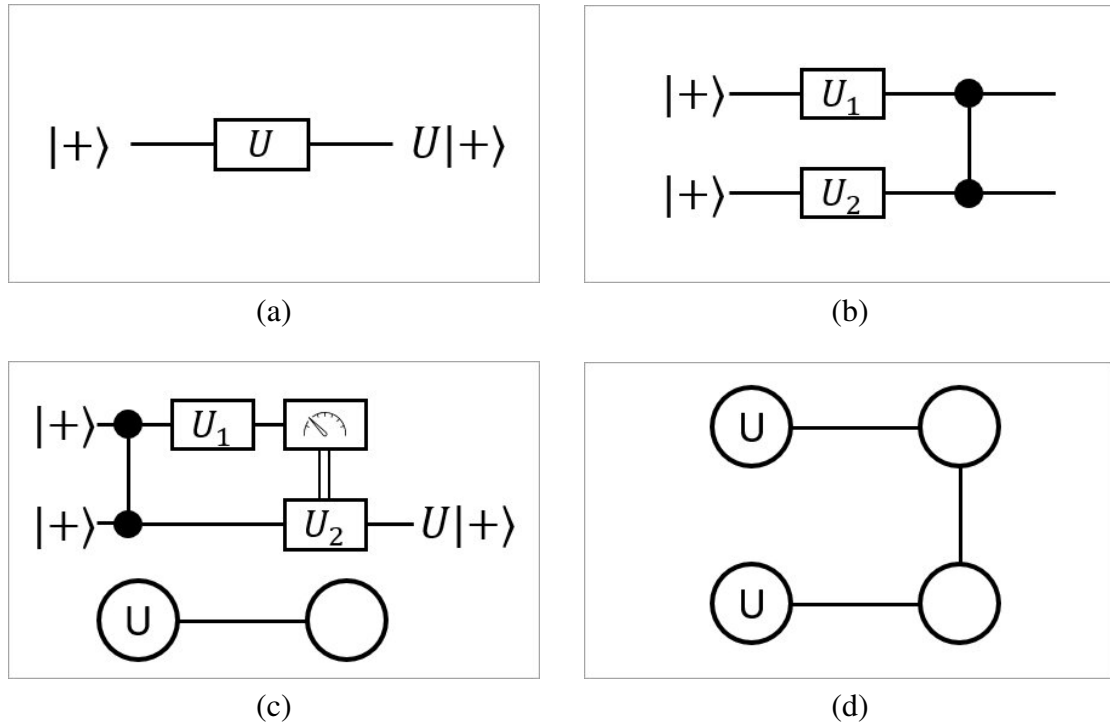 |+⟩ U U|+⟩
(a)
|+⟩ U₁
|+⟩ U₂
(b)
|+⟩ U₁
|+⟩ U₂ U|+⟩
U
(c)
U
U
(d)